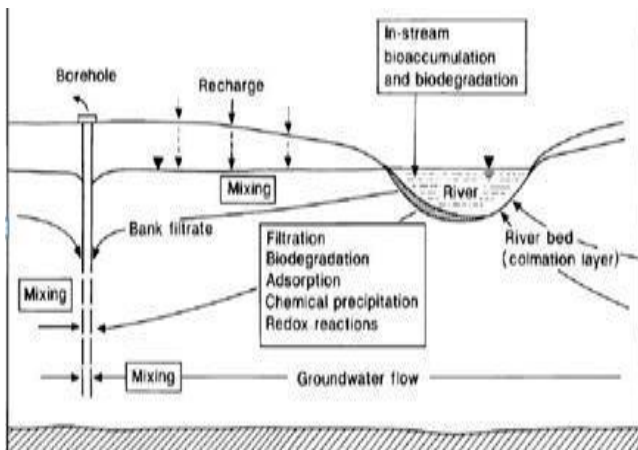 In-stream
bioaccumulation
and biodegradation
Borehole
Recharge
Mixing
River
Bank filtrate
River bed
(colmation layer)
Filtration
Biodegradation
Adsorption
Chemical precipitation
Redox reactions
Mixing
Mixing
Groundwater flow